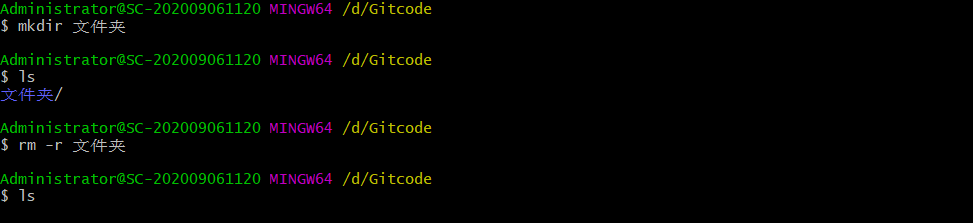 Administrator@SC-202009061120 MINGW64 /d/Gitcode
$ mkdir 文件夹
Administrator@SC-202009061120 MINGW64 /d/Gitcode
$ ls
文件夹/
Administrator@SC-202009061120 MINGW64 /d/Gitcode
$ rm -r 文件夹
Administrator@SC-202009061120 MINGW64 /d/Gitcode
$ ls